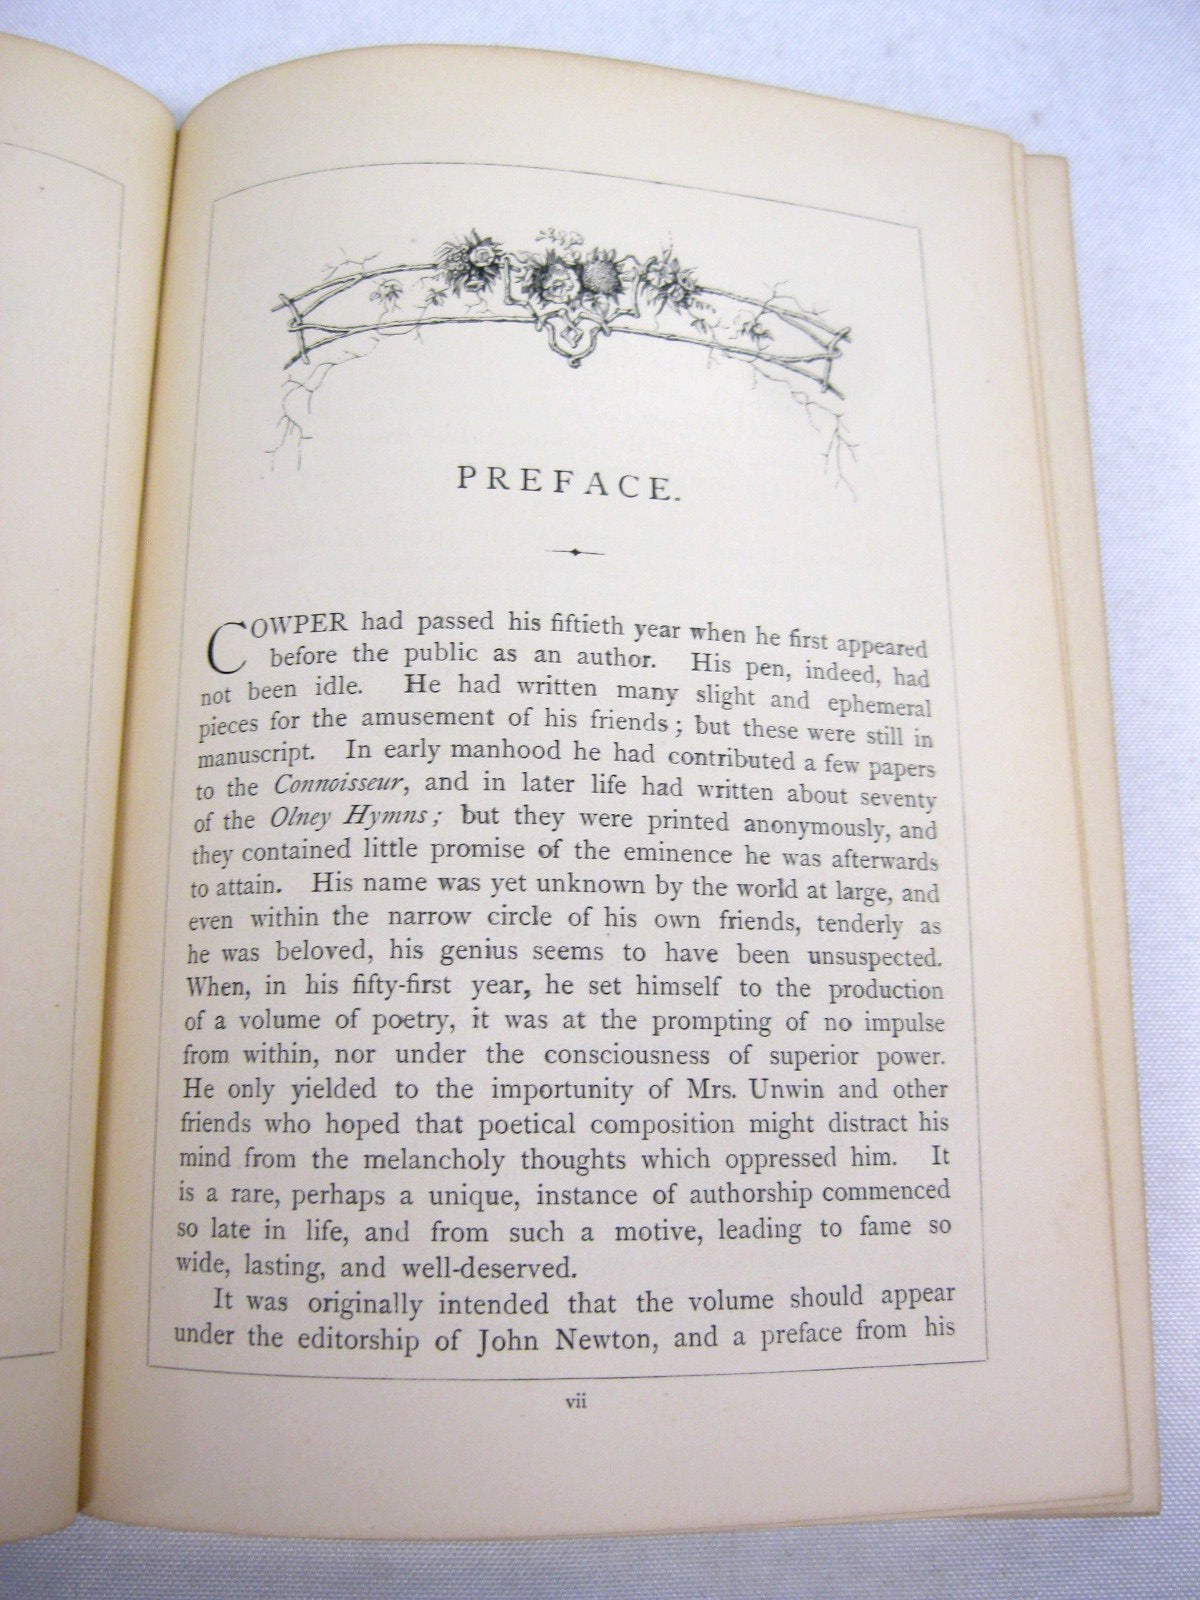 PREFACE.
COWPER had passed his fiftieth year when he first appeared
before the public as an author. His pen, indeed, had
not been idle. He had written many slight and ephemeral
pieces for the amusement of his friends; but these were still in
manuscript. In early manhood he had contributed a few papers
to the Connoisseur, and in later life had written about seventy
of the Olney Hymns; but they were printed anonymously, and
they contained little promise of the eminence he was afterwards
to attain. His name was yet unknown by the world at large, and
even within the narrow circle of his own friends, tenderly as
he was beloved, his genius seems to have been unsuspected.
When, in his fifty-first year, he set himself to the production
of a volume of poetry, it was at the prompting of no impulse
from within, nor under the consciousness of superior power.
He only yielded to the importunity of Mrs. Unwin and other
friends who hoped that poetical composition might distract his
mind from the melancholy thoughts which oppressed him. It
is a rare, perhaps a unique, instance of authorship commenced
so late in life, and from such a motive, leading to fame so
wide, lasting, and well-deserved.
It was originally intended that the volume should appear
under the editorship of John Newton, and a preface from his
vii